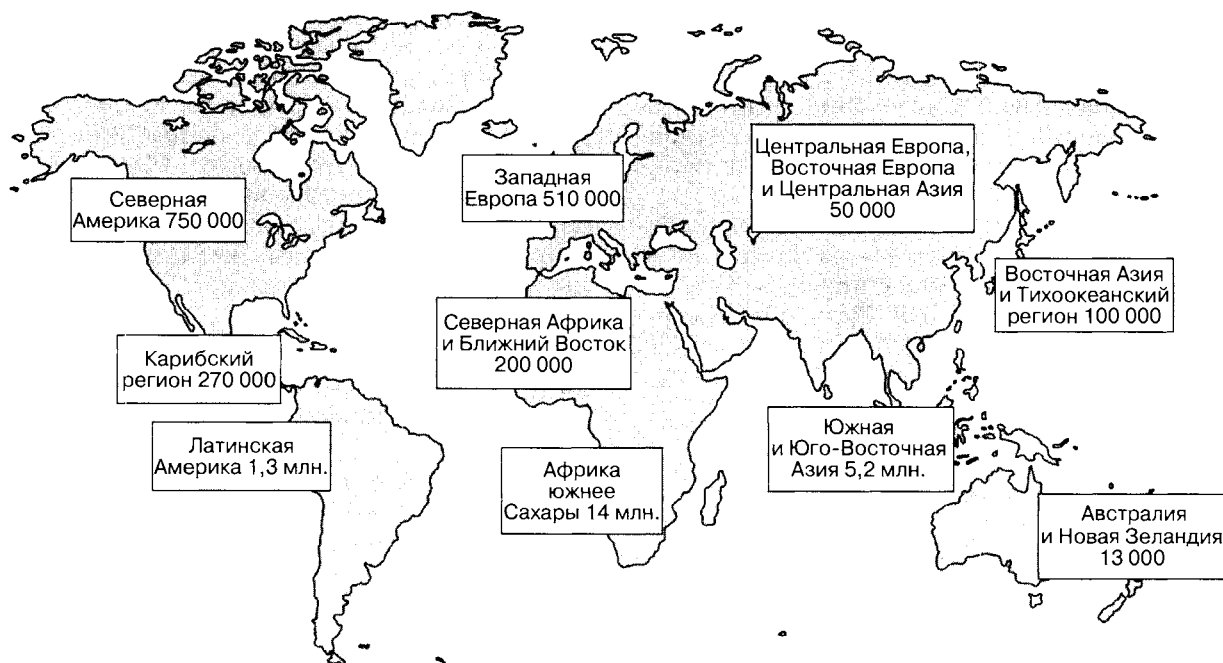 Центральная Европа,
Восточная Европа
и Центральная Азия
50 000
Западная
Европа 510 000
Северная
Америка 750 000
Восточная Азия
и Тихоокеанский
регион 100 000
Северная Африка
и Ближний Восток
200 000
Карибский
регион 270 000
Южная
и Юго-Восточная
Азия 5,2 млн.
Латинская
Америка 1,3 млн.
Африка
южнее
Сахары 14 млн.
Австралия
и Новая Зеландия
13 000